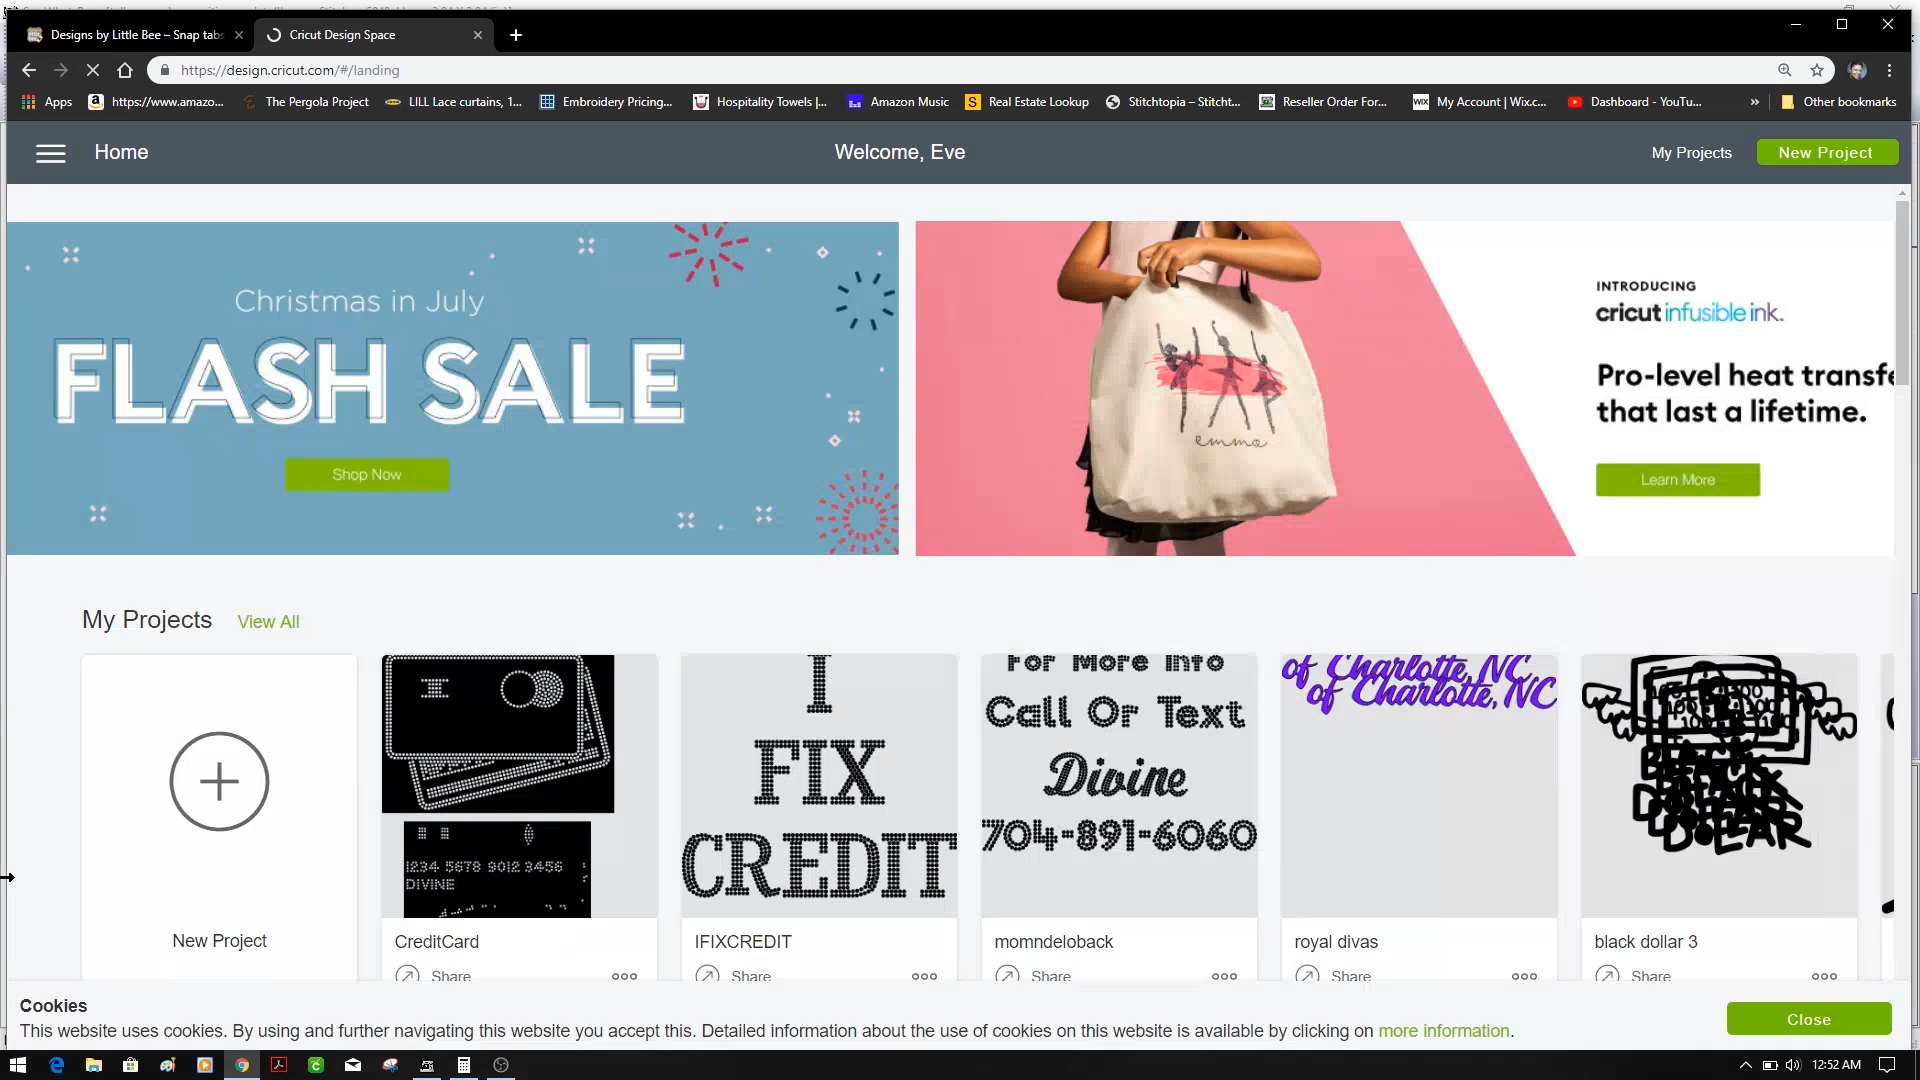 Designs by Little Bee – Snap tabs
Cricut Design Space
https://design.cricut.com/#/landing
Apps
https://www.amazo...
The Pergola Project
LILL Lace curtains, 1...
Embroidery Pricing...
Hospitality Towels |...
Amazon Music
Real Estate Lookup
Stitchtopia – Stitcht...
Reseller Order For...
WIX
My Account | Wix.c...
Dashboard - YouTu...
»
Other bookmarks
Home
Welcome, Eve
My Projects
New Project
Christmas in July
FLASH SALE
Shop Now
emma
INTRODUCING
cricut infusible ink.
Pro-level heat transfe
that last a lifetime.
Learn More
My Projects
View All
New Project
1234 5678 9012 3456
DIVINE
CreditCard
Share
I
FIX
CREDIT
IFIXCREDIT
Share
For More Info
Call Or Text
Divine
704-891-6060
momndeloback
Share
of Charlotte, NC
of Charlotte, NC
royal divas
Share
black dollar 3
Share
Cookies
This website uses cookies. By using and further navigating this website you accept this. Detailed information about the use of cookies on this website is available by clicking on more information.
Close
12:52 AM